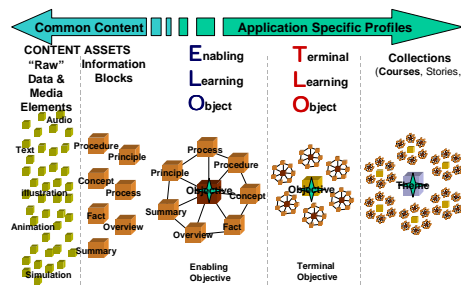 Common Content
Application Specific Profiles
CONTENT ASSETS
"Raw"
Data &
Media
Elements
Information
Blocks
Enabling
Learning
Object
Terminal
Learning
Object
Collections
(Courses, Stories,
Audio
Text
illustration
Animation
Simulation
Procedure
Principle
Concept
Process
Fact
Overview
Summary
Process
Principle
Procedure
Objective
Concept
Summary
Fact
Overview
Enabling
Objective
Objective
Terminal
Objective
Theme